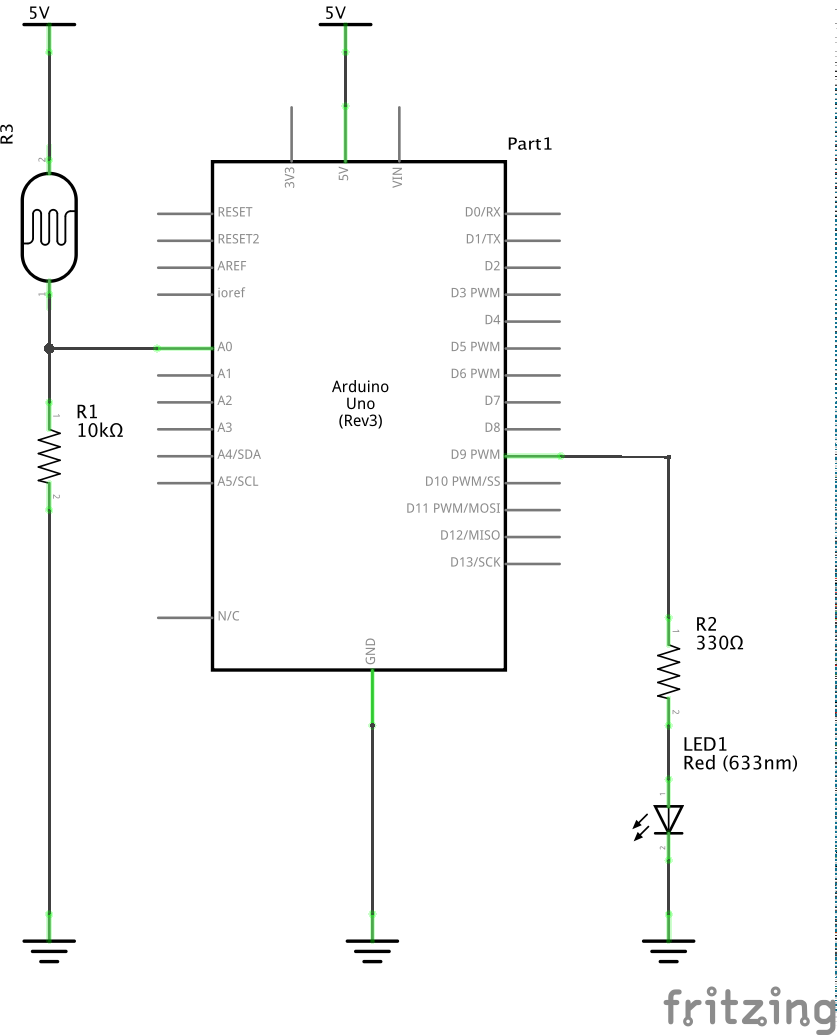 5V
5V
R3
2
1
Part1
3V3
5V
VIN
RESET
RESET2
AREF
ioref
A0
A1
A2
A3
A4/SDA
A5/SCL
N/C
Arduino
Uno
(Rev3)
D0/RX
D1/TX
D2
D3 PWM
D4
D5 PWM
D6 PWM
D7
D8
D9 PWM
D10 PWM/SS
D11 PWM/MOSI
D12/MISO
D13/SCK
GND
1
R1
10kΩ
2
1
R2
330Ω
2
LED1
Red (633nm)
1
2
fritzing